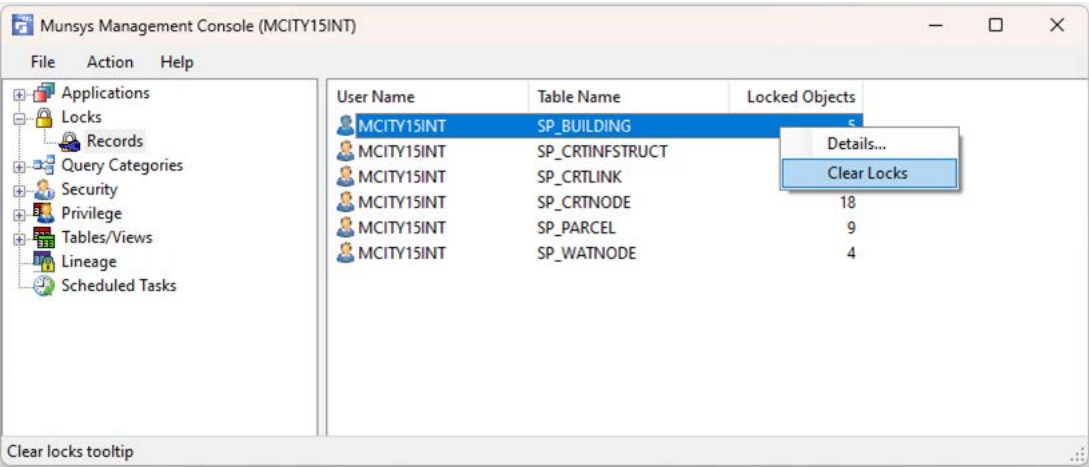 Munsys Management Console (MCITY15INT)
File Action Help
Applications
Locks
Records
Query Categories
Security
Privilege
Tables/Views
Lineage
Scheduled Tasks
User Name Table Name Locked Objects
MCITY15INT SP_BUILDING 5
MCITY15INT SP_CRTINFSTRUCT
MCITY15INT SP_CRTLINK
MCITY15INT SP_CRTNODE 18
MCITY15INT SP_PARCEL 9
MCITY15INT SP_WATNODE 4
Details...
Clear Locks
Clear locks tooltip